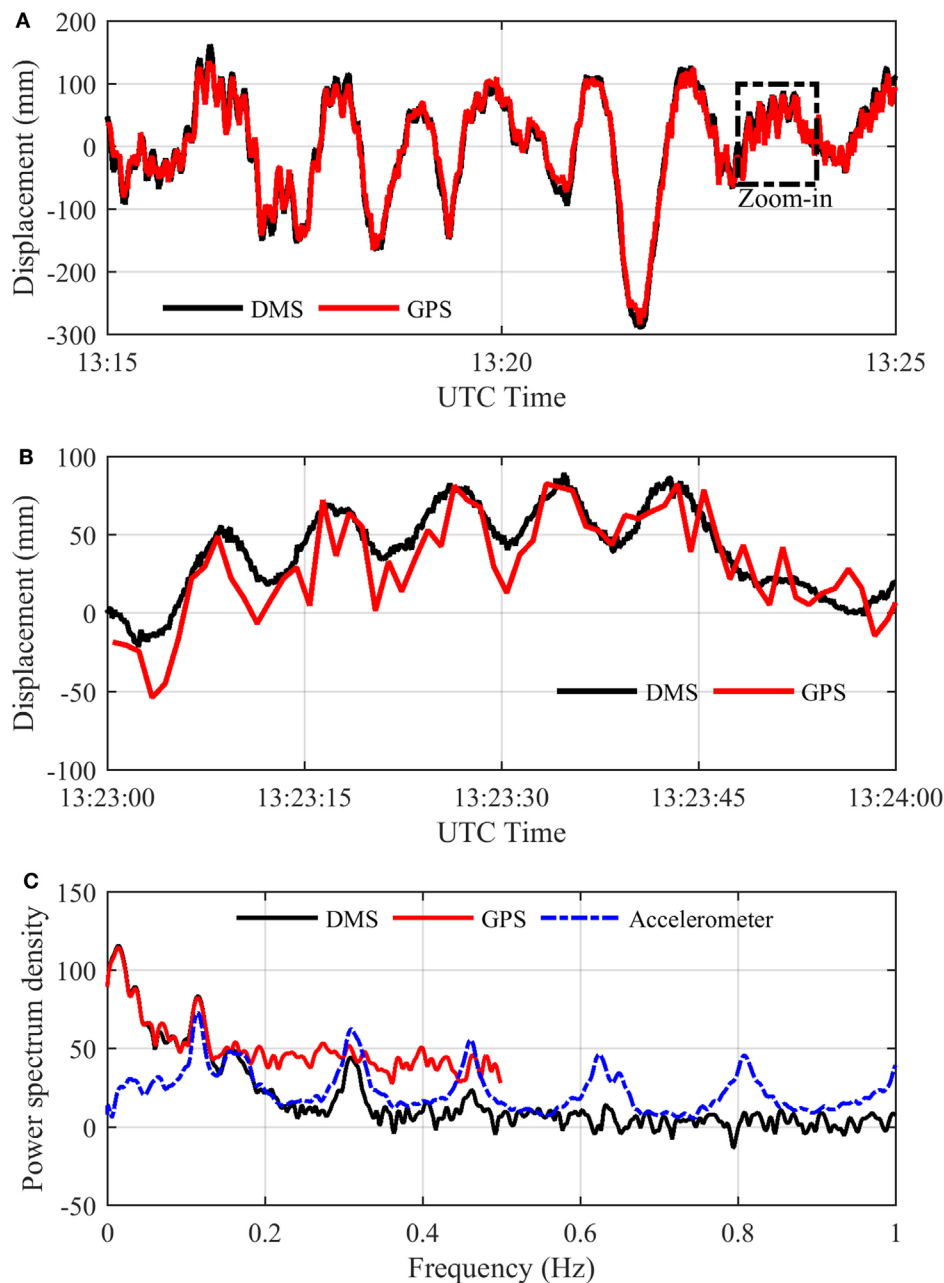 A
Displacement (mm)
200
100
0
-100
-200
-300
Zoom-in
DMS GPS
13:15 13:20 13:25
UTC Time
B
Displacement (mm)
100
50
0
-50
-100
DMS GPS
13:23:00 13:23:15 13:23:30 13:23:45 13:24:00
UTC Time
C
Power spectrum density
150
100
50
0
-50
DMS GPS Accelerometer
0 0.2 0.4 0.6 0.8 1
Frequency (Hz)